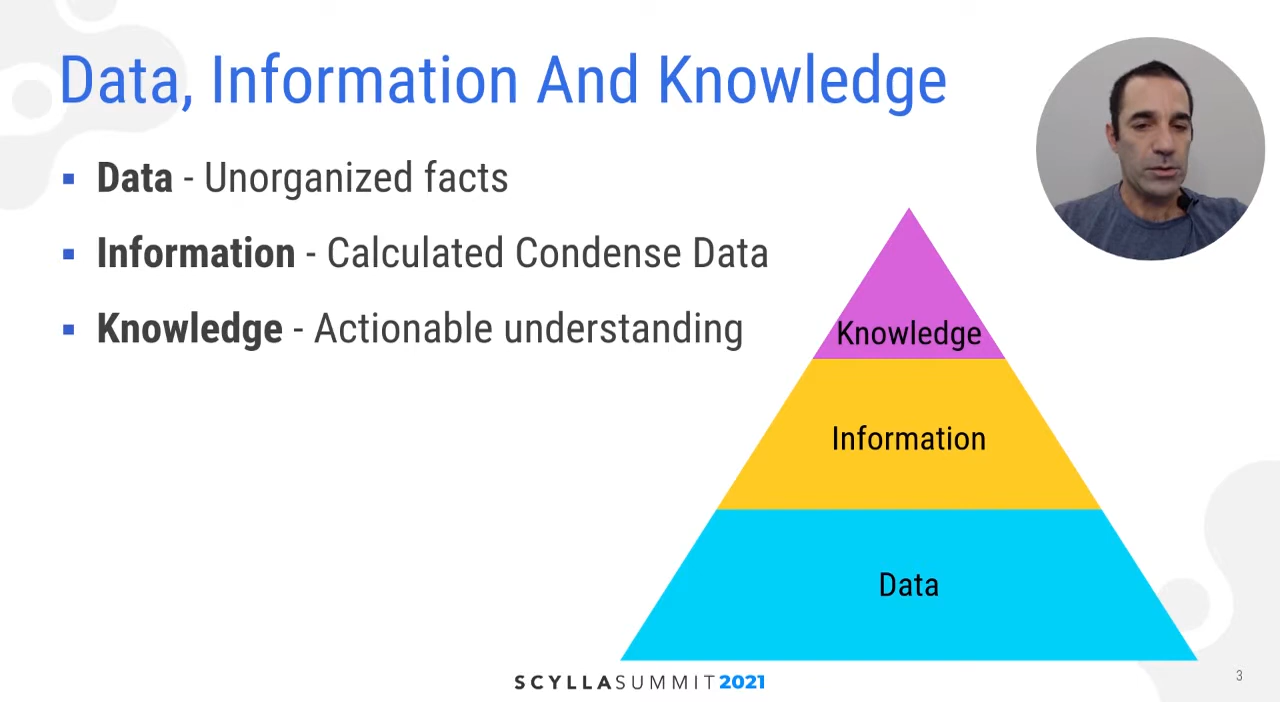 Data, Information And Knowledge
▪ Data - Unorganized facts
▪ Information - Calculated Condense Data
▪ Knowledge - Actionable understanding
Knowledge
Information
Data
SCYLLASUMMIT2021
3